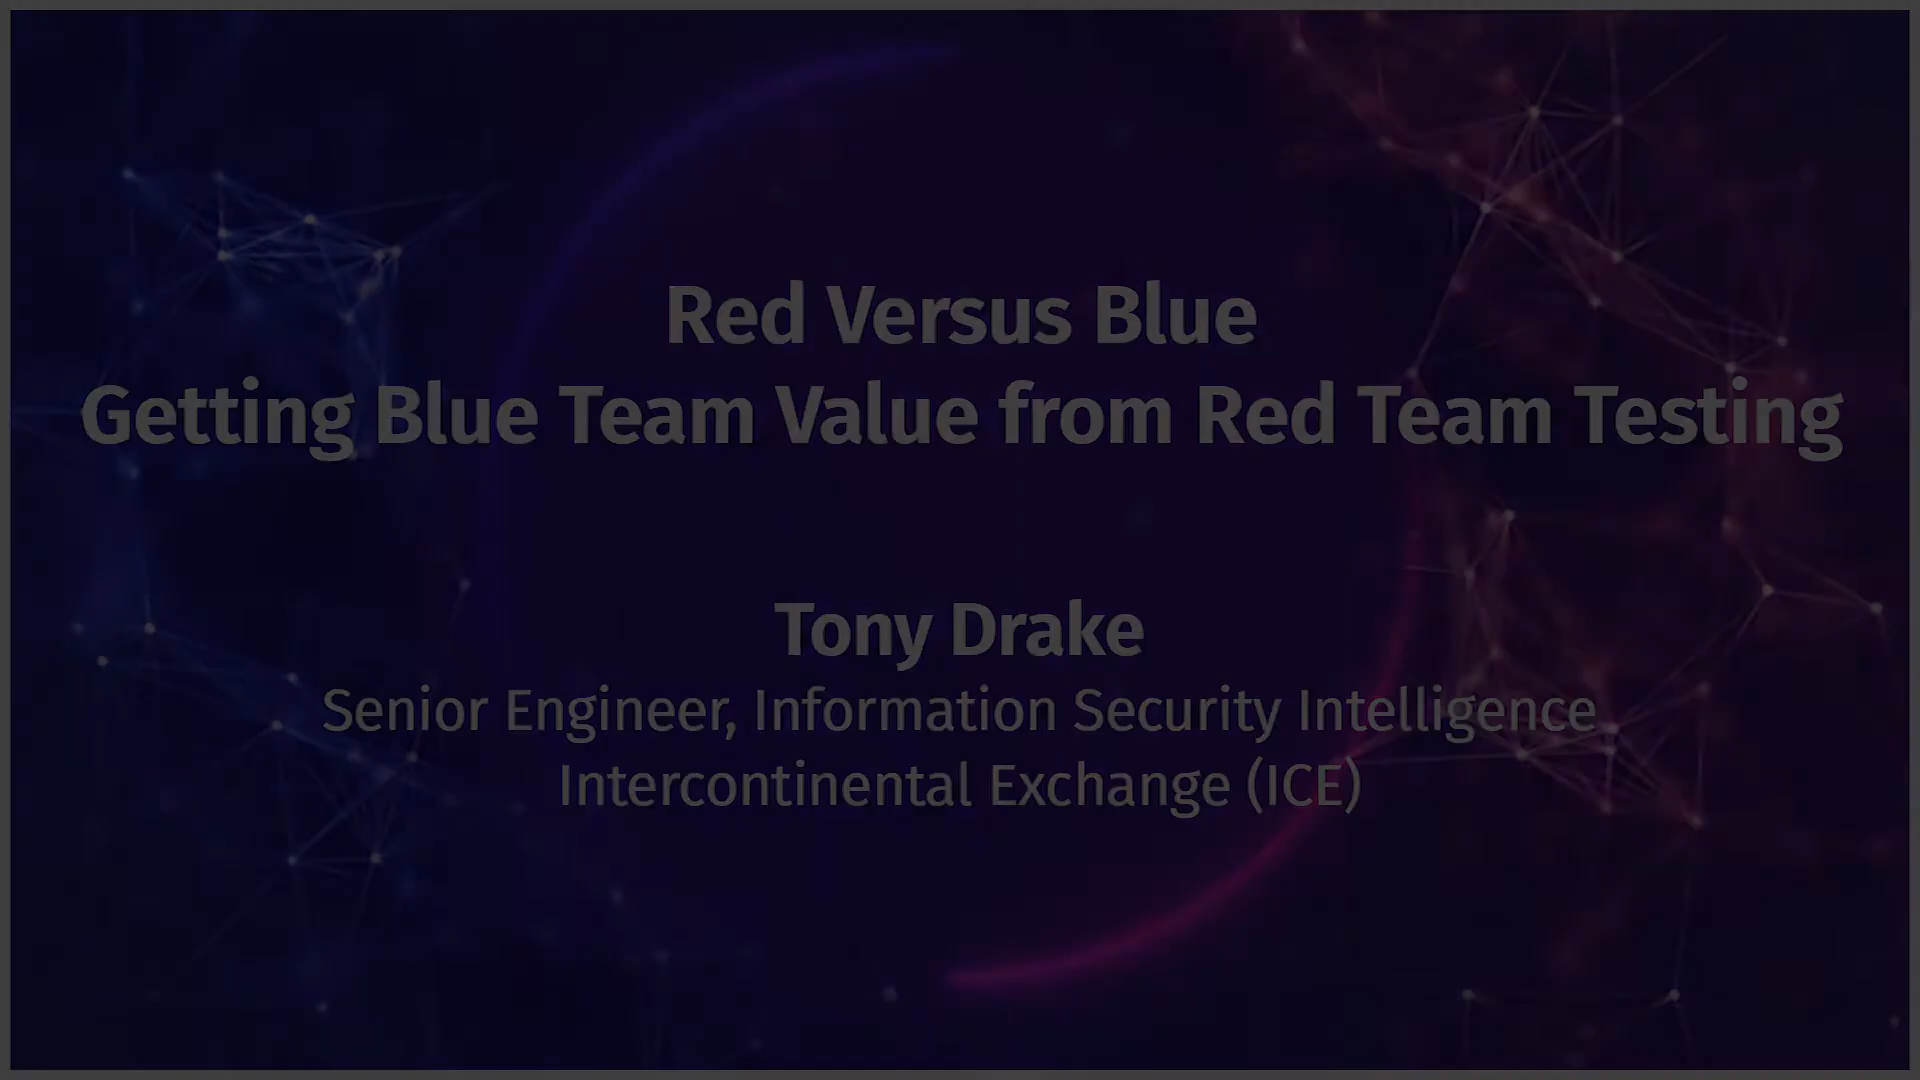 Red Versus Blue
Getting Blue Team Value from Red Team Testing
Tony Drake
Senior Engineer, Information Security Intelligence
Intercontinental Exchange (ICE)